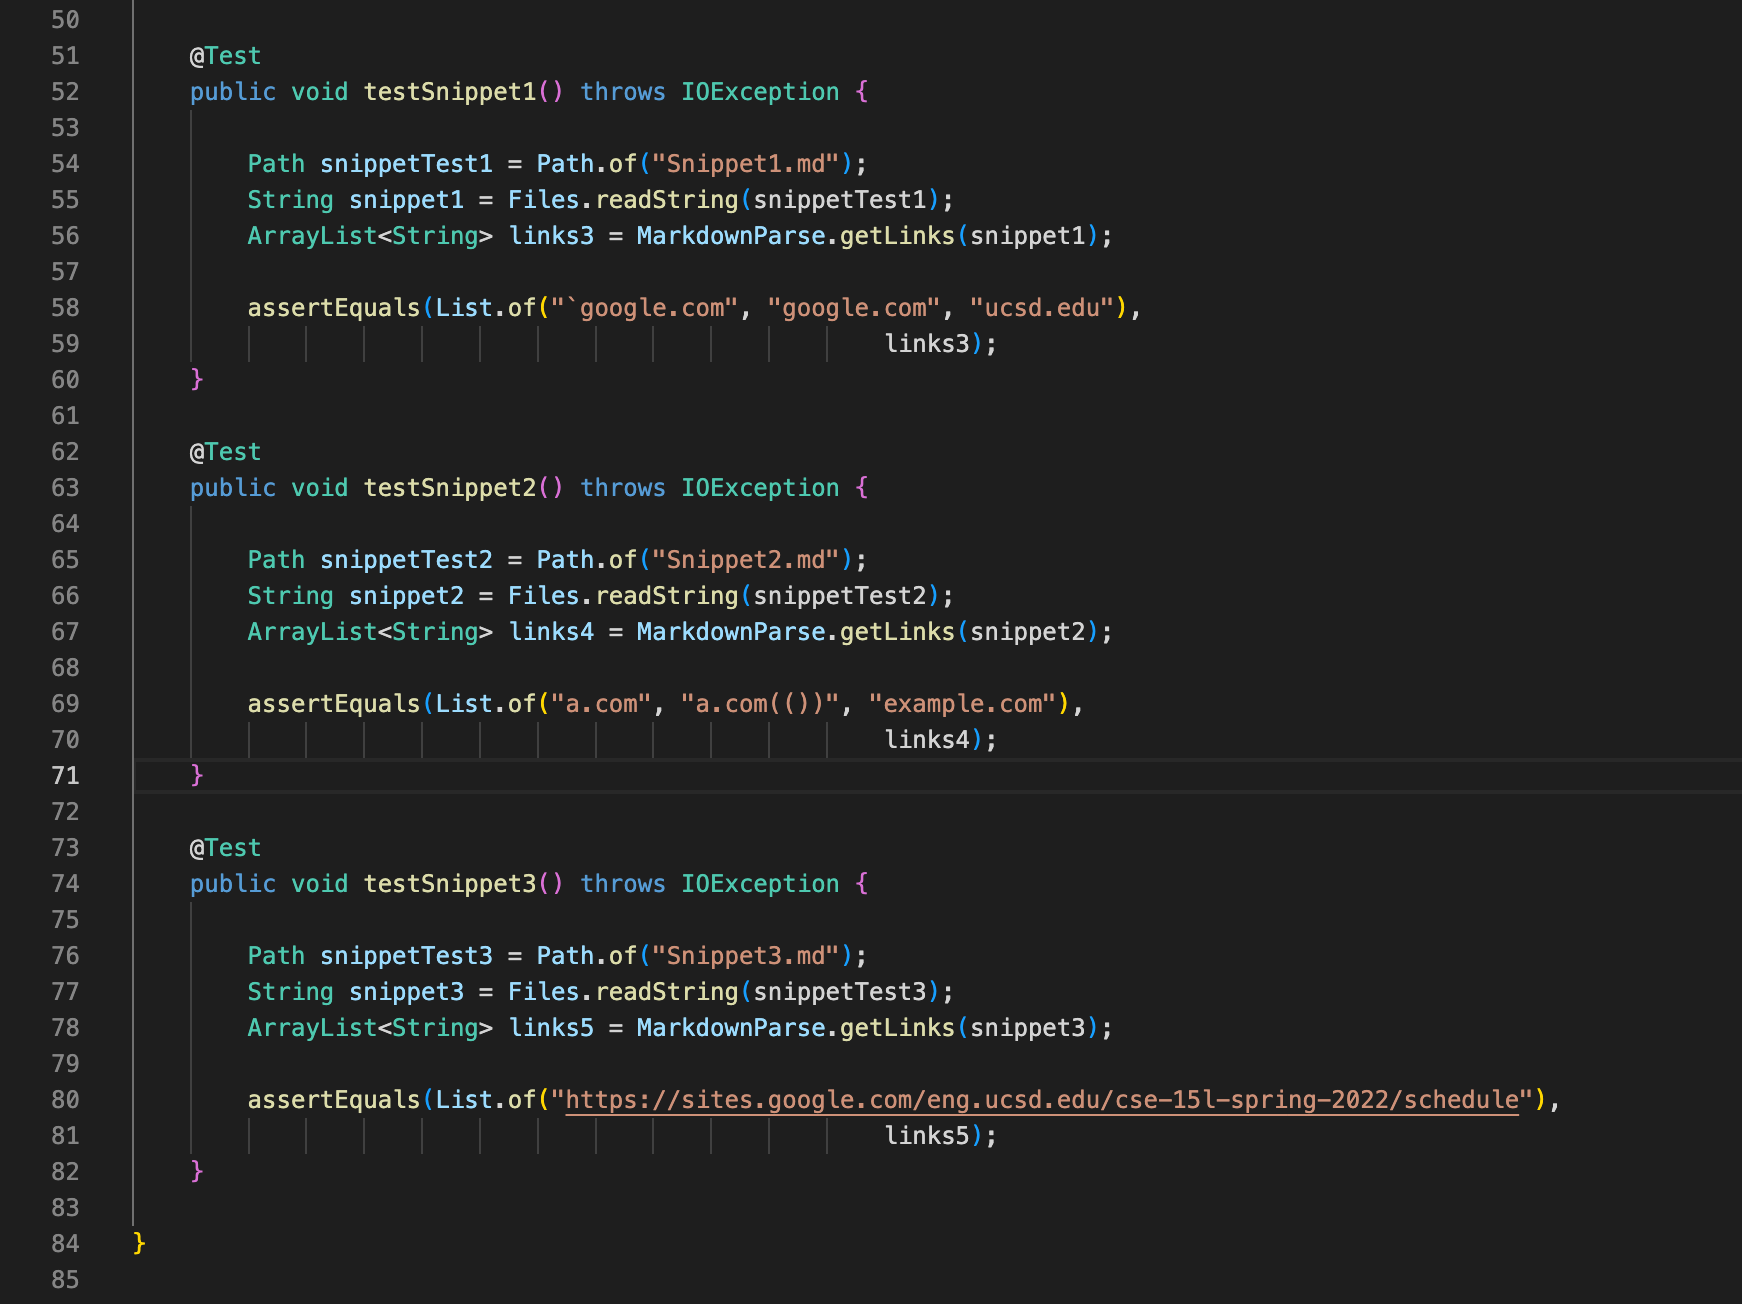 50
51 @Test
52 public void testSnippet1() throws IOException {
53
54 Path snippetTest1 = Path.of("Snippet1.md");
55 String snippet1 = Files.readString(snippetTest1);
56 ArrayList<String> links3 = MarkdownParse.getLinks(snippet1);
57
58 assertEquals(List.of("`google.com", "google.com", "ucsd.edu"),
59 links3);
60 }
61
62 @Test
63 public void testSnippet2() throws IOException {
64
65 Path snippetTest2 = Path.of("Snippet2.md");
66 String snippet2 = Files.readString(snippetTest2);
67 ArrayList<String> links4 = MarkdownParse.getLinks(snippet2);
68
69 assertEquals(List.of("a.com", "a.com(())", "example.com"),
70 links4);
71 }
72
73 @Test
74 public void testSnippet3() throws IOException {
75
76 Path snippetTest3 = Path.of("Snippet3.md");
77 String snippet3 = Files.readString(snippetTest3);
78 ArrayList<String> links5 = MarkdownParse.getLinks(snippet3);
79
80 assertEquals(List.of("https://sites.google.com/eng.ucsd.edu/cse-15l-spring-2022/schedule"),
81 links5);
82 }
83
84 }
85